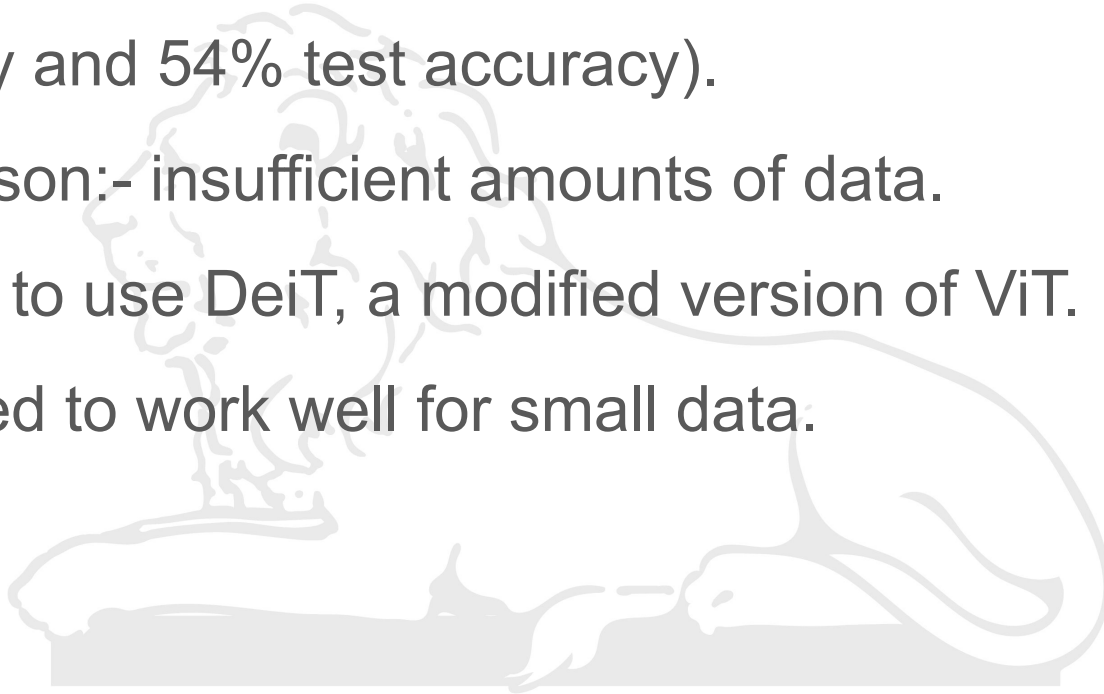 y and 54% test accuracy).
son:- insufficient amounts of data.
to use DeiT, a modified version of ViT.
ed to work well for small data.